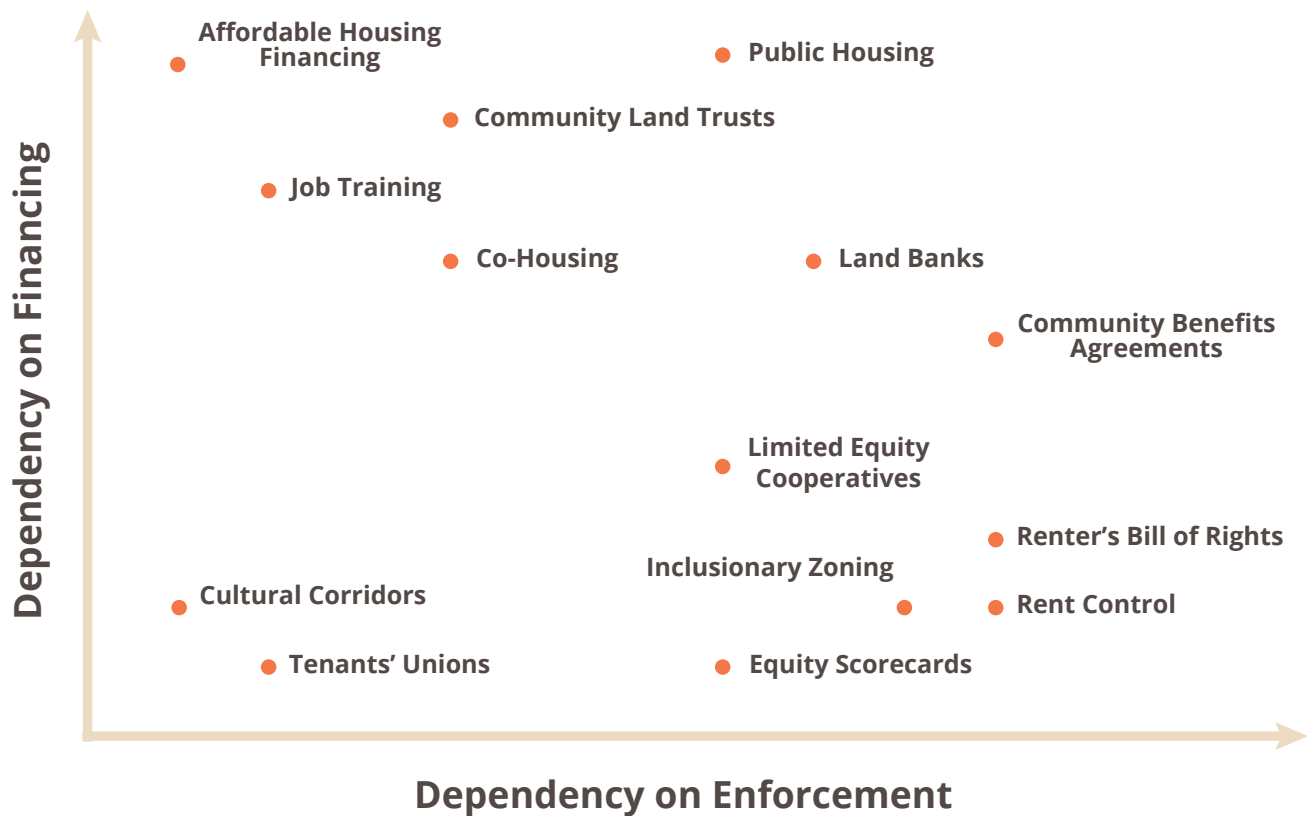 Affordable Housing
Financing
Public Housing
Community Land Trusts
Job Training
Co-Housing
Land Banks
Community Benefits
Agreements
Limited Equity
Cooperatives
Renter’s Bill of Rights
Inclusionary Zoning
Cultural Corridors
Rent Control
Tenants’ Unions
Equity Scorecards
Dependency on Financing
Dependency on Enforcement